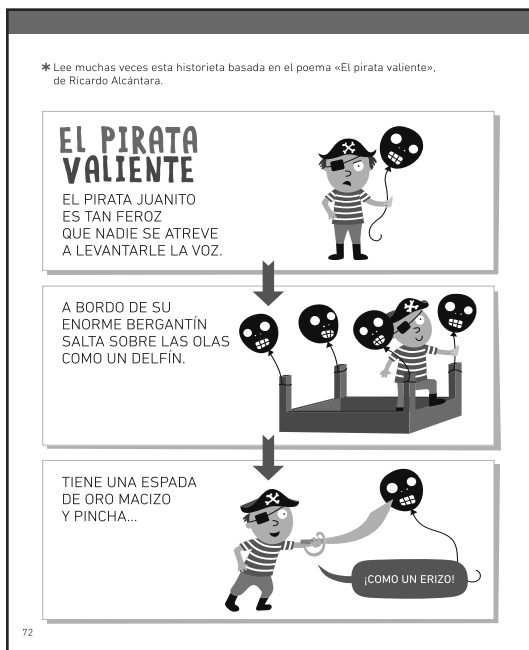 * Lee muchas veces esta historieta basada en el poema «El pirata valiente»,
de Ricardo Alcántara.
EL PIRATA
VALIENTE
EL PIRATA JUANITO
ES TAN FEROZ
QUE NADIE SE ATREVE
A LEVANTARLE LA VOZ.
A BORDO DE SU
ENORME BERGANTÍN
SALTA SOBRE LAS OLAS
COMO UN DELFÍN.
TIENE UNA ESPADA
DE ORO MACIZO
Y PINCHA...
¡COMO UN ERIZO!
72